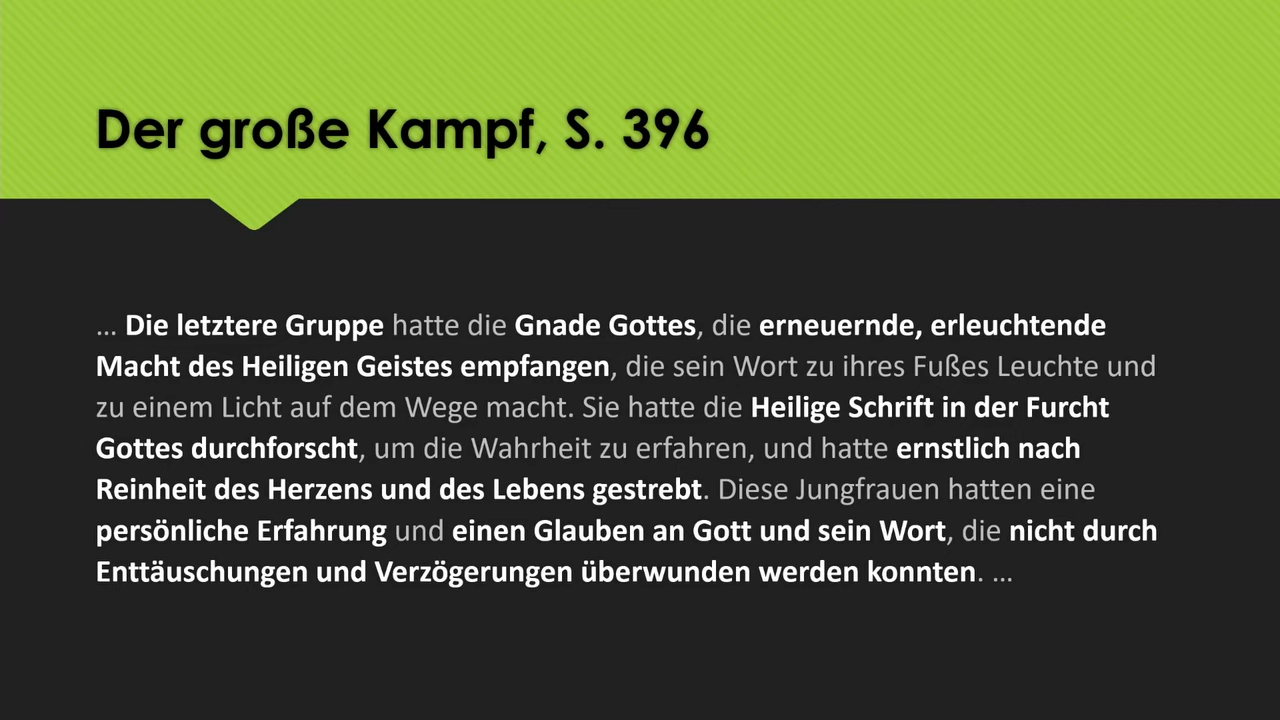 Der große Kampf, S. 396
… Die letztere Gruppe hatte die Gnade Gottes, die erneuernde, erleuchtende
Macht des Heiligen Geistes empfangen, die sein Wort zu ihres Fußes Leuchte und
zu einem Licht auf dem Wege macht. Sie hatte die Heilige Schrift in der Furcht
Gottes durchforscht, um die Wahrheit zu erfahren, und hatte ernstlich nach
Reinheit des Herzens und des Lebens gestrebt. Diese Jungfrauen hatten eine
persönliche Erfahrung und einen Glauben an Gott und sein Wort, die nicht durch
Enttäuschungen und Verzögerungen überwunden werden konnten. …